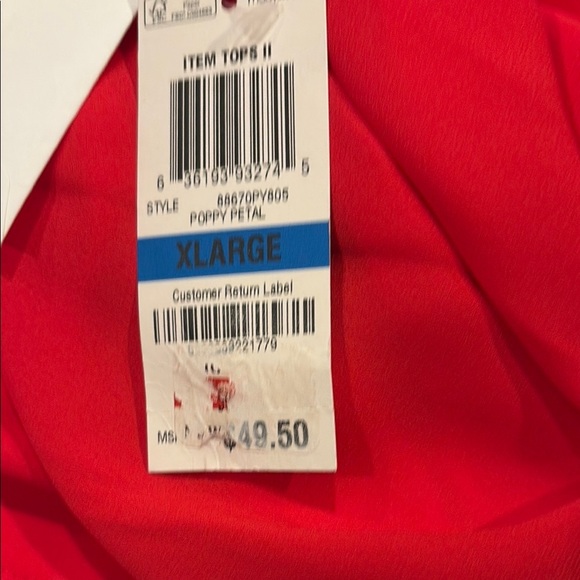 ITEM TOPS II
6 36193 93274 5
STYLE 88670PY805
POPPY PETAL
XLARGE
Customer Return Label
$49.50